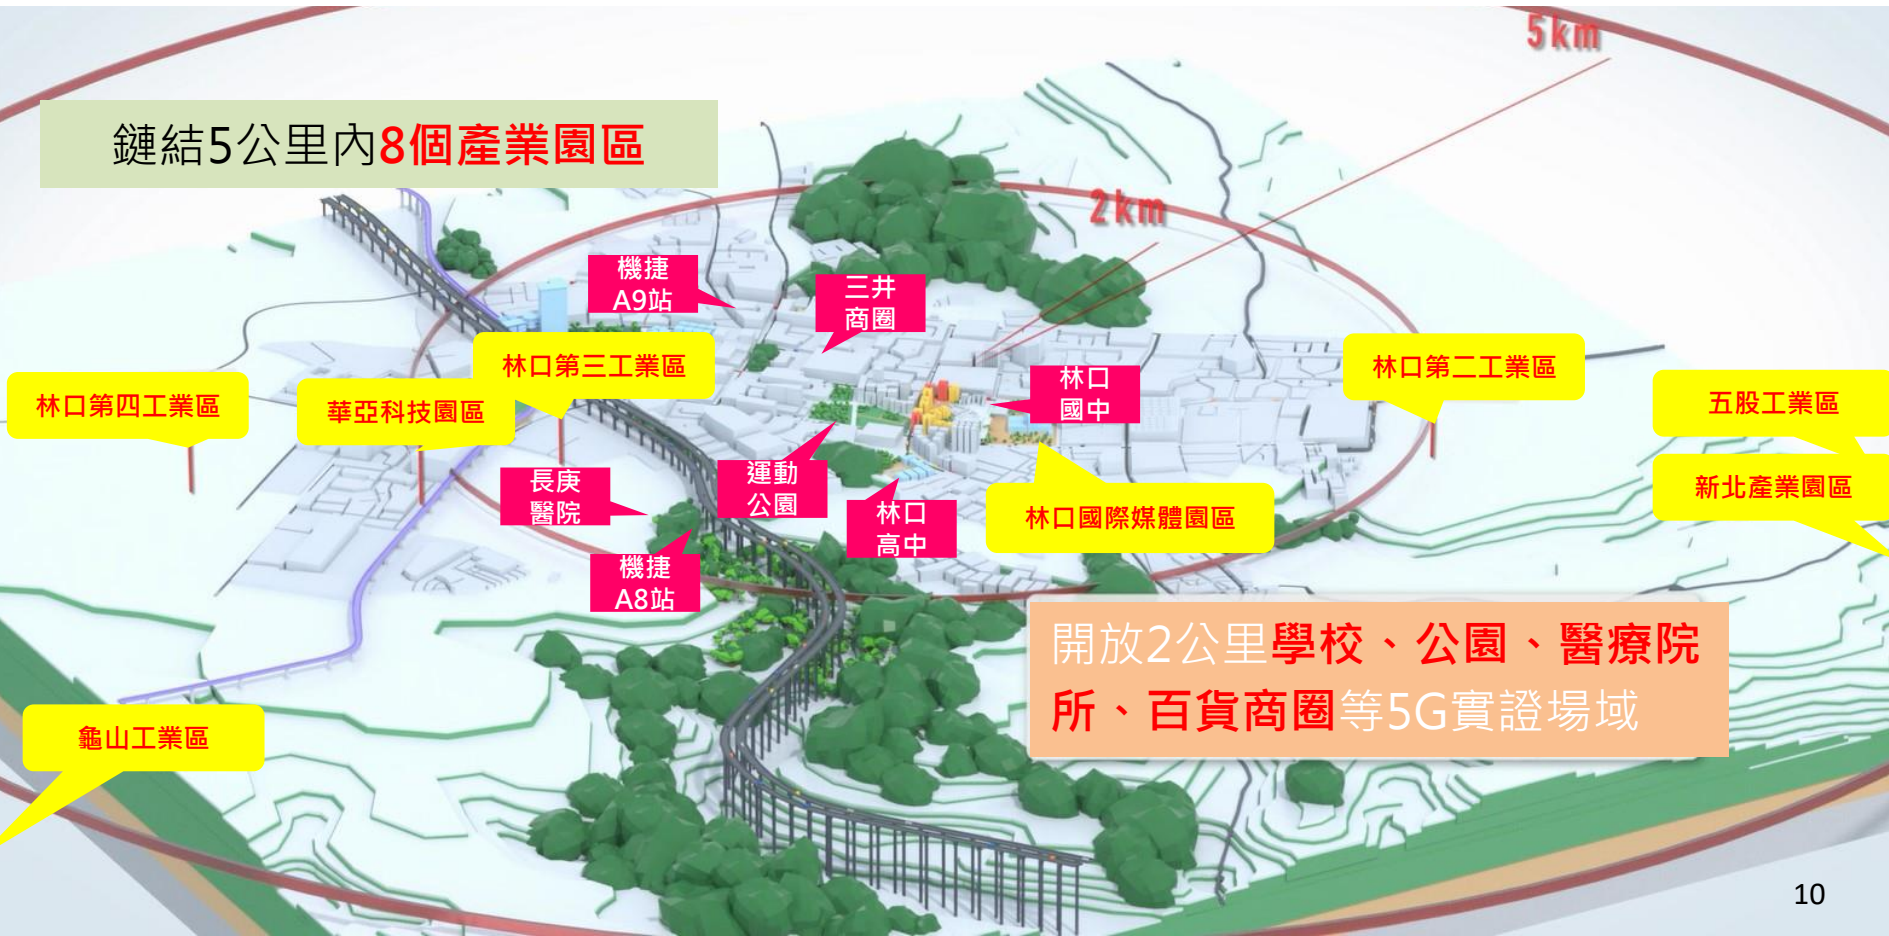 5km
鏈結5公里內8個產業園區
2km
機捷
A9站
三井
商圈
林口第三工業區
林口第二工業區
林口
國中
林口第四工業區
華亞科技園區
五股工業區
長庚
醫院
運動
公園
新北產業園區
林口
高中
林口國際媒體園區
機捷
A8站
開放2公里學校、公園、醫療院
所、百貨商圈等5G實證場域
龜山工業區
10